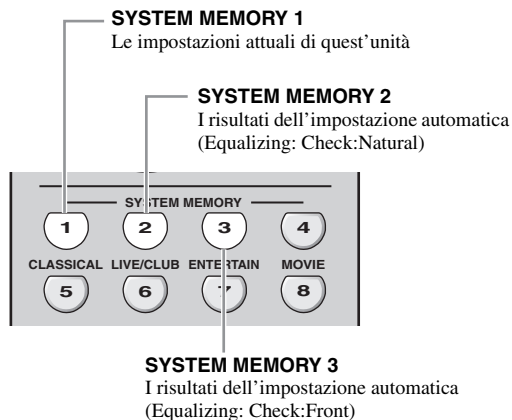 SYSTEM MEMORY 1
Le impostazioni attuali di quest'unità
SYSTEM MEMORY 2
I risultati dell'impostazione automatica
(Equalizing: Check:Natural)
SYSTEM MEMORY
1 2 3 4
CLASSICAL LIVE/CLUB ENTERTAIN MOVIE
5 6 7 8
SYSTEM MEMORY 3
I risultati dell'impostazione automatica
(Equalizing: Check:Front)